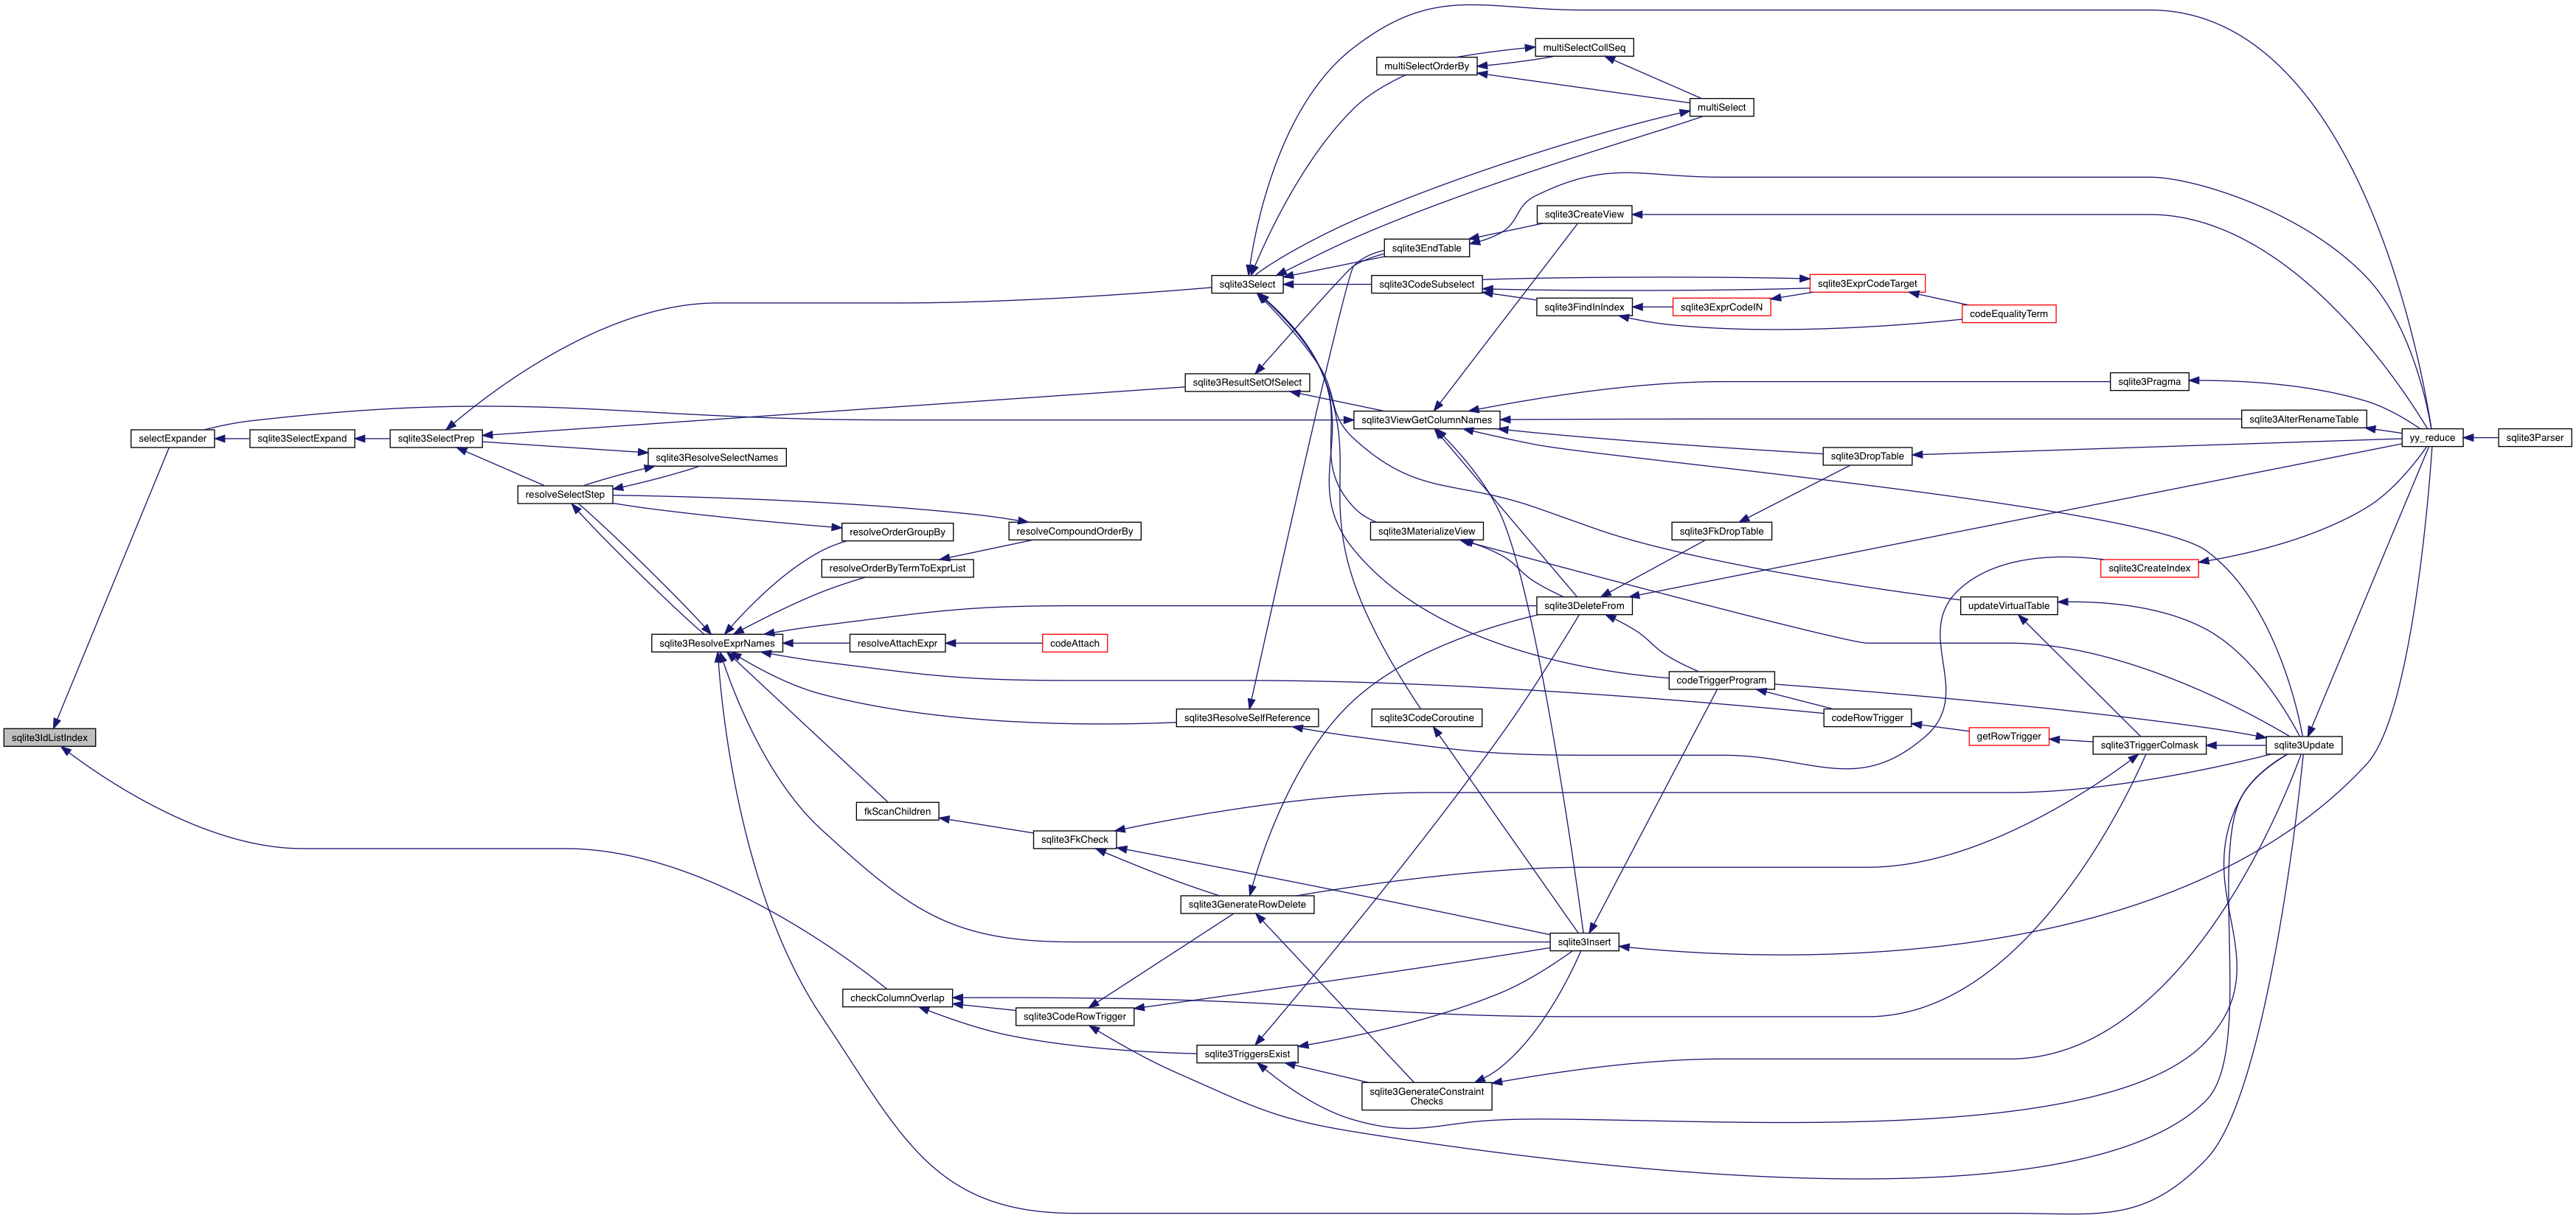 multiSelectCollSeq
multiSelectOrderBy
multiSelect
sqlite3CreateView
sqlite3EndTable
sqlite3Select
sqlite3CodeSubselect
sqlite3ExprCodeTarget
sqlite3FindInIndex
sqlite3ExprCodeIN
codeEqualityTerm
sqlite3ResultSetOfSelect
sqlite3Pragma
sqlite3ViewGetColumnNames
sqlite3AlterRenameTable
selectExpander
sqlite3SelectExpand
sqlite3SelectPrep
yy_reduce
sqlite3Parser
sqlite3ResolveSelectNames
sqlite3DropTable
resolveSelectStep
resolveOrderGroupBy
resolveCompoundOrderBy
sqlite3MaterializeView
sqlite3FkDropTable
resolveOrderByTermToExprList
sqlite3CreateIndex
sqlite3DeleteFrom
updateVirtualTable
sqlite3ResolveExprNames
resolveAttachExpr
codeAttach
codeTriggerProgram
sqlite3ResolveSelfReference
sqlite3CodeCoroutine
codeRowTrigger
sqlite3IdListIndex
getRowTrigger
sqlite3TriggerColmask
sqlite3Update
fkScanChildren
sqlite3FkCheck
sqlite3GenerateRowDelete
sqlite3Insert
checkColumnOverlap
sqlite3CodeRowTrigger
sqlite3TriggersExist
sqlite3GenerateConstraint
Checks